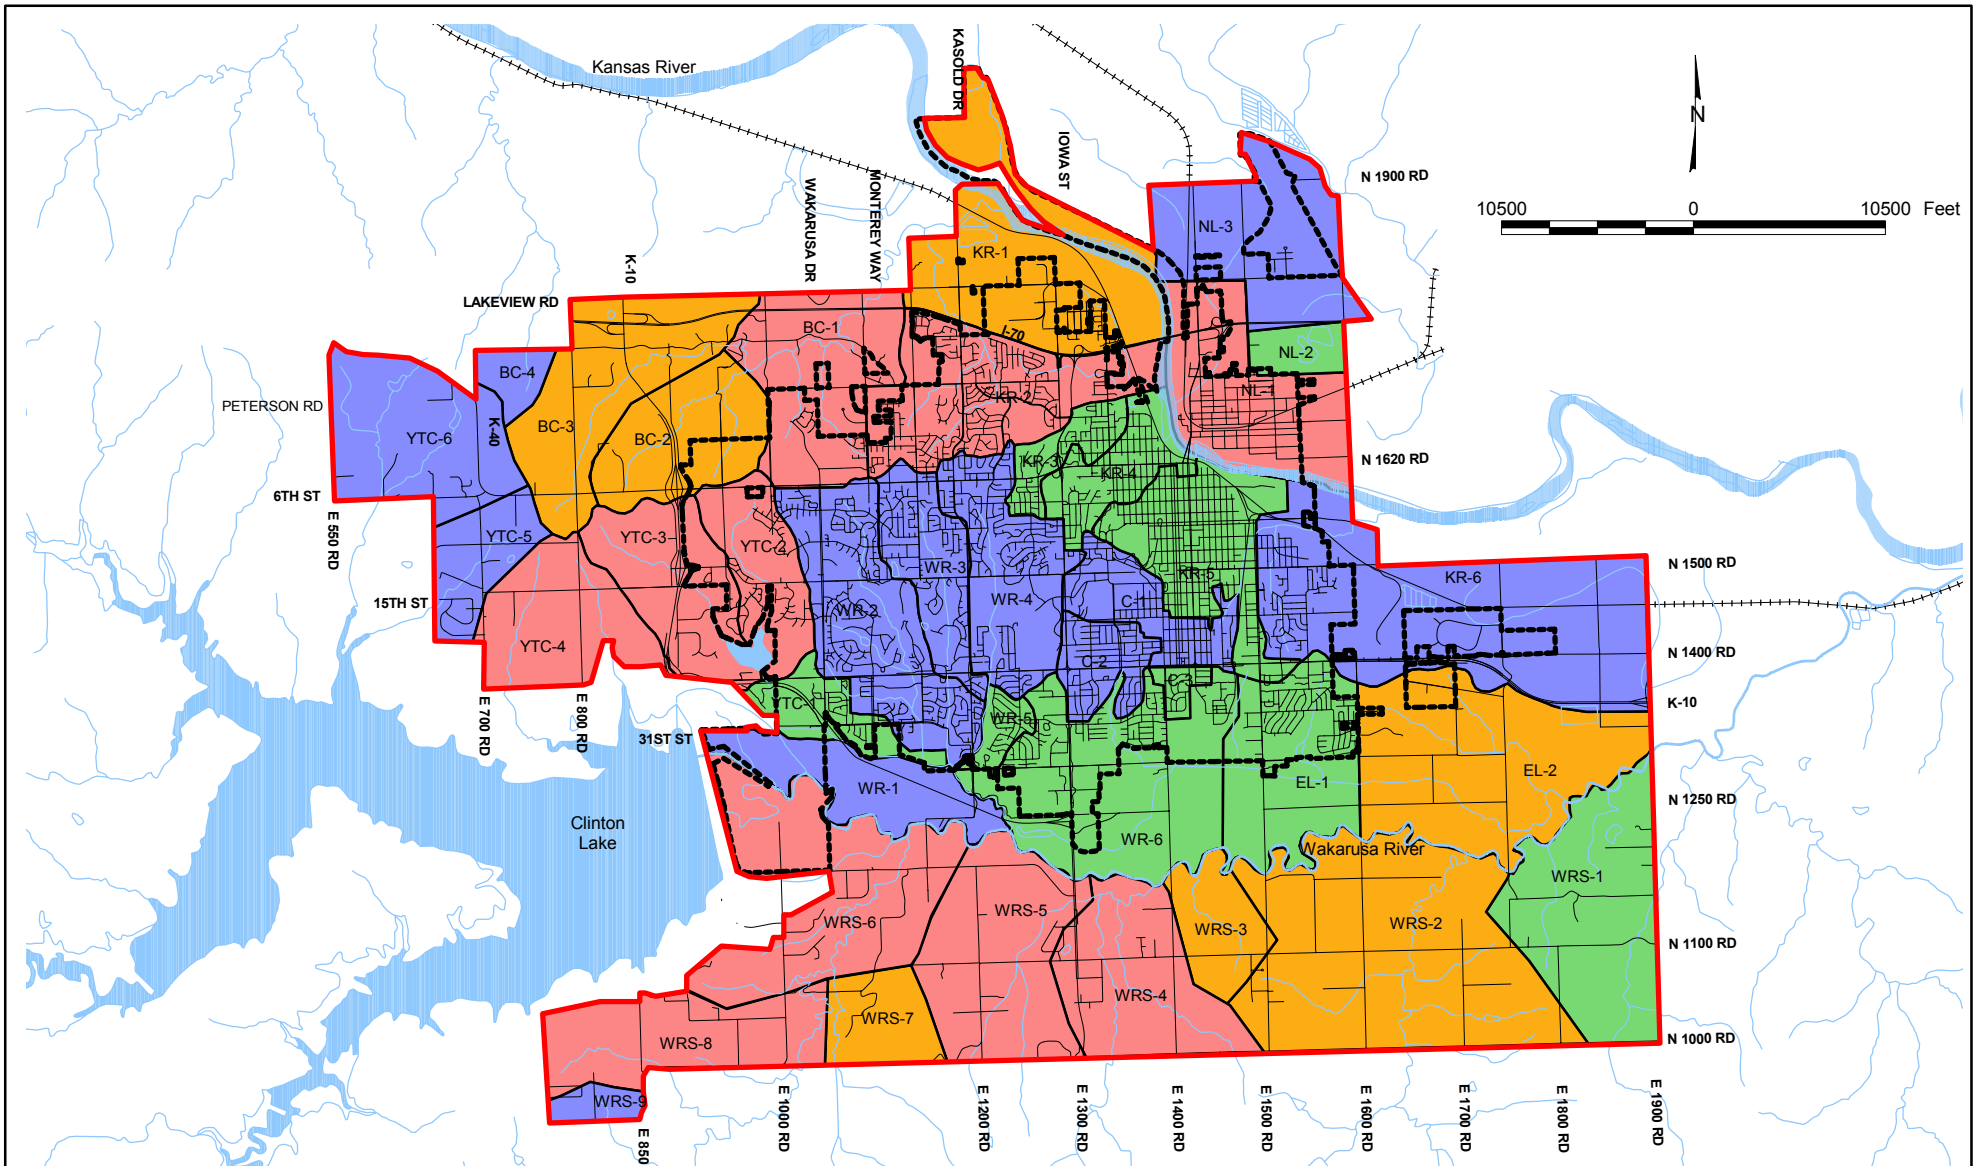 Kansas River
KASOLD DR
IOWA ST
N
N 1900 RD
10500 0 10500 Feet
MONTEREY WAY
WAKARUSA DR
K-10
LAKEVIEW RD
NL-3
KR-1
I-70
BC-1
NL-2
BC-4
NL-1
KR-2
PETERSON RD
K-40
BC-3
BC-2
YTC-6
KR-3
KR-4
N 1620 RD
6TH ST
E 550 RD
YTC-5
YTC-3
YTC-2
WR-3
KR-5
KR-6
N 1500 RD
15TH ST
WR-2
WR-4
C-1
YTC-4
C-2
C-3
N 1400 RD
E 700 RD
E 800 RD
YTC-1
WR-5
K-10
31ST ST
WR-1
EL-1
EL-2
N 1250 RD
Clinton
Lake
WR-6
Wakarusa River
WRS-1
WRS-6
WRS-5
WRS-3
WRS-2
N 1100 RD
WRS-4
WRS-7
WRS-8
N 1000 RD
WRS-9
E 850
E 1000 RD
E 1200 RD
E 1300 RD
E 1400 RD
E 1500 RD
E 1600 RD
E 1700 RD
E 1800 RD
E 1900 RD